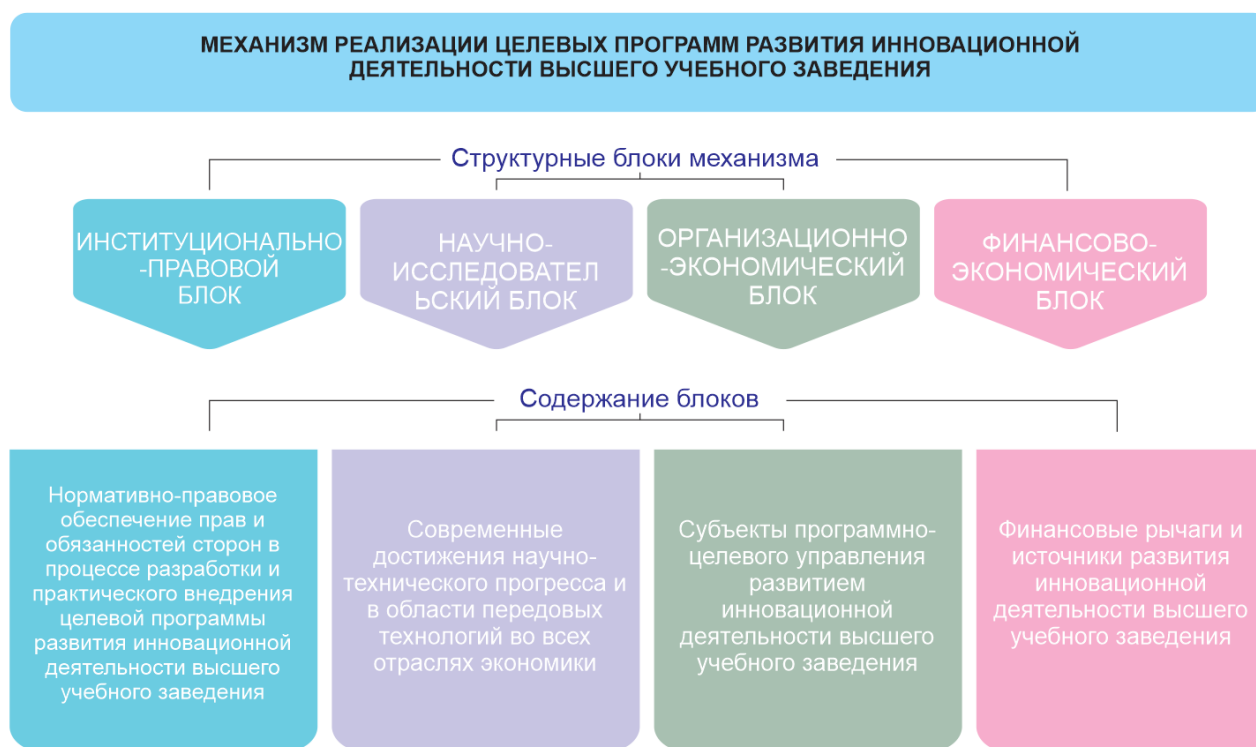 МЕХАНИЗМ РЕАЛИЗАЦИИ ЦЕЛЕВЫХ ПРОГРАММ РАЗВИТИЯ ИННОВАЦИОННОЙ
ДЕЯТЕЛЬНОСТИ ВЫСШЕГО УЧЕБНОГО ЗАВЕДЕНИЯ
Структурные блоки механизма
ИНСТИТУЦИОНАЛЬНО
-ПРАВОВОЙ
БЛОК
НАУЧНО-
ИССЛЕДОВАТЕЛ
ЬСКИЙ БЛОК
ОРГАНИЗАЦИОННО
-ЭКОНОМИЧЕСКИЙ
БЛОК
ФИНАНСОВО-
ЭКОНОМИЧЕСКИЙ
БЛОК
Содержание блоков
Нормативно-правовое
обеспечение прав и
обязанностей сторон в
процессе разработки и
практического внедрения
целевой программы
развития инновационной
деятельности высшего
учебного заведения
Современные
достижения научно-
технического прогресса и
в области передовых
технологий во всех
отраслях экономики
Субъекты программно-
целевого управления
развитием
инновационной
деятельности высшего
учебного заведения
Финансовые рычаги и
источники развития
инновационной
деятельности высшего
учебного заведения